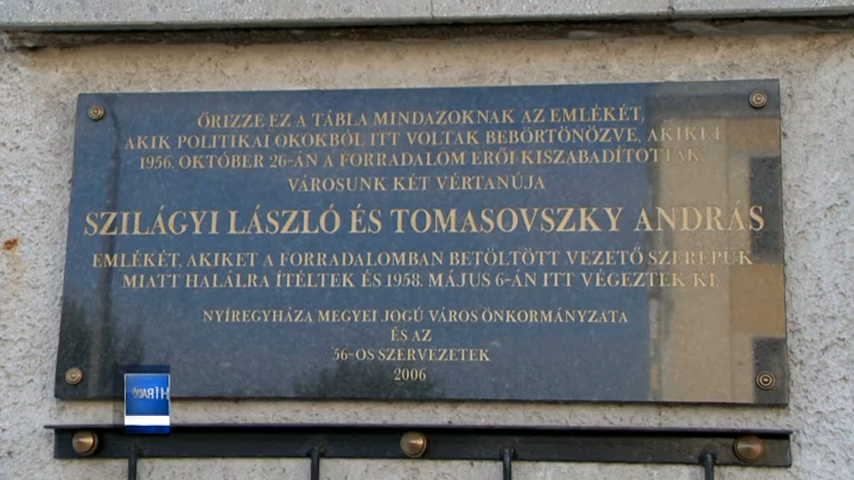 ŐRIZZE EZ A TÁBLA MINDAZOKNAK AZ EMLÉKÉT,
AKIK POLITIKAI OKOKBÓL ITT VOLTAK BEBÖRTÖNÖZVE, AKIKET
1956. OKTÓBER 26-ÁN A FORRADALOM ERŐI KISZABADÍTOTTAK
VÁROSUNK KÉT VÉRTANÚJA
SZILÁGYI LÁSZLÓ ÉS TOMASOVSZKY ANDRÁS
EMLÉKÉT, AKIKET A FORRADALOMBAN BETÖLTÖTT VEZETŐ SZEREPÜK
MIATT HALÁLRA ÍTÉLTEK ÉS 1958. MÁJUS 6-ÁN ITT VÉGEZTEK KI.
NYÍREGYHÁZA MEGYEI JOGÚ VÁROS ÖNKORMÁNYZATA
ÉS AZ
'56-OS SZERVEZETEK
2006